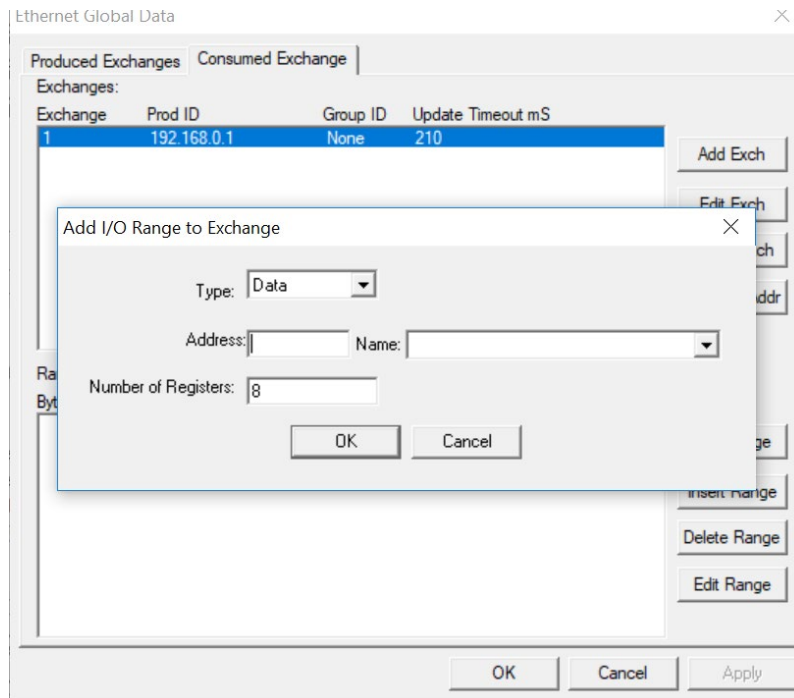 Ethernet Global Data
Produced Exchanges Consumed Exchange
Exchanges:
Exchange Prod ID Group ID Update Timeout mS
1 192.168.0.1 None 210
Add Exch
Edit Exch
Add I/O Range to Exchange
Type: Data
Address: Name:
Number of Registers: 8
OK Cancel
Insert Range
Delete Range
Edit Range
OK Cancel Apply